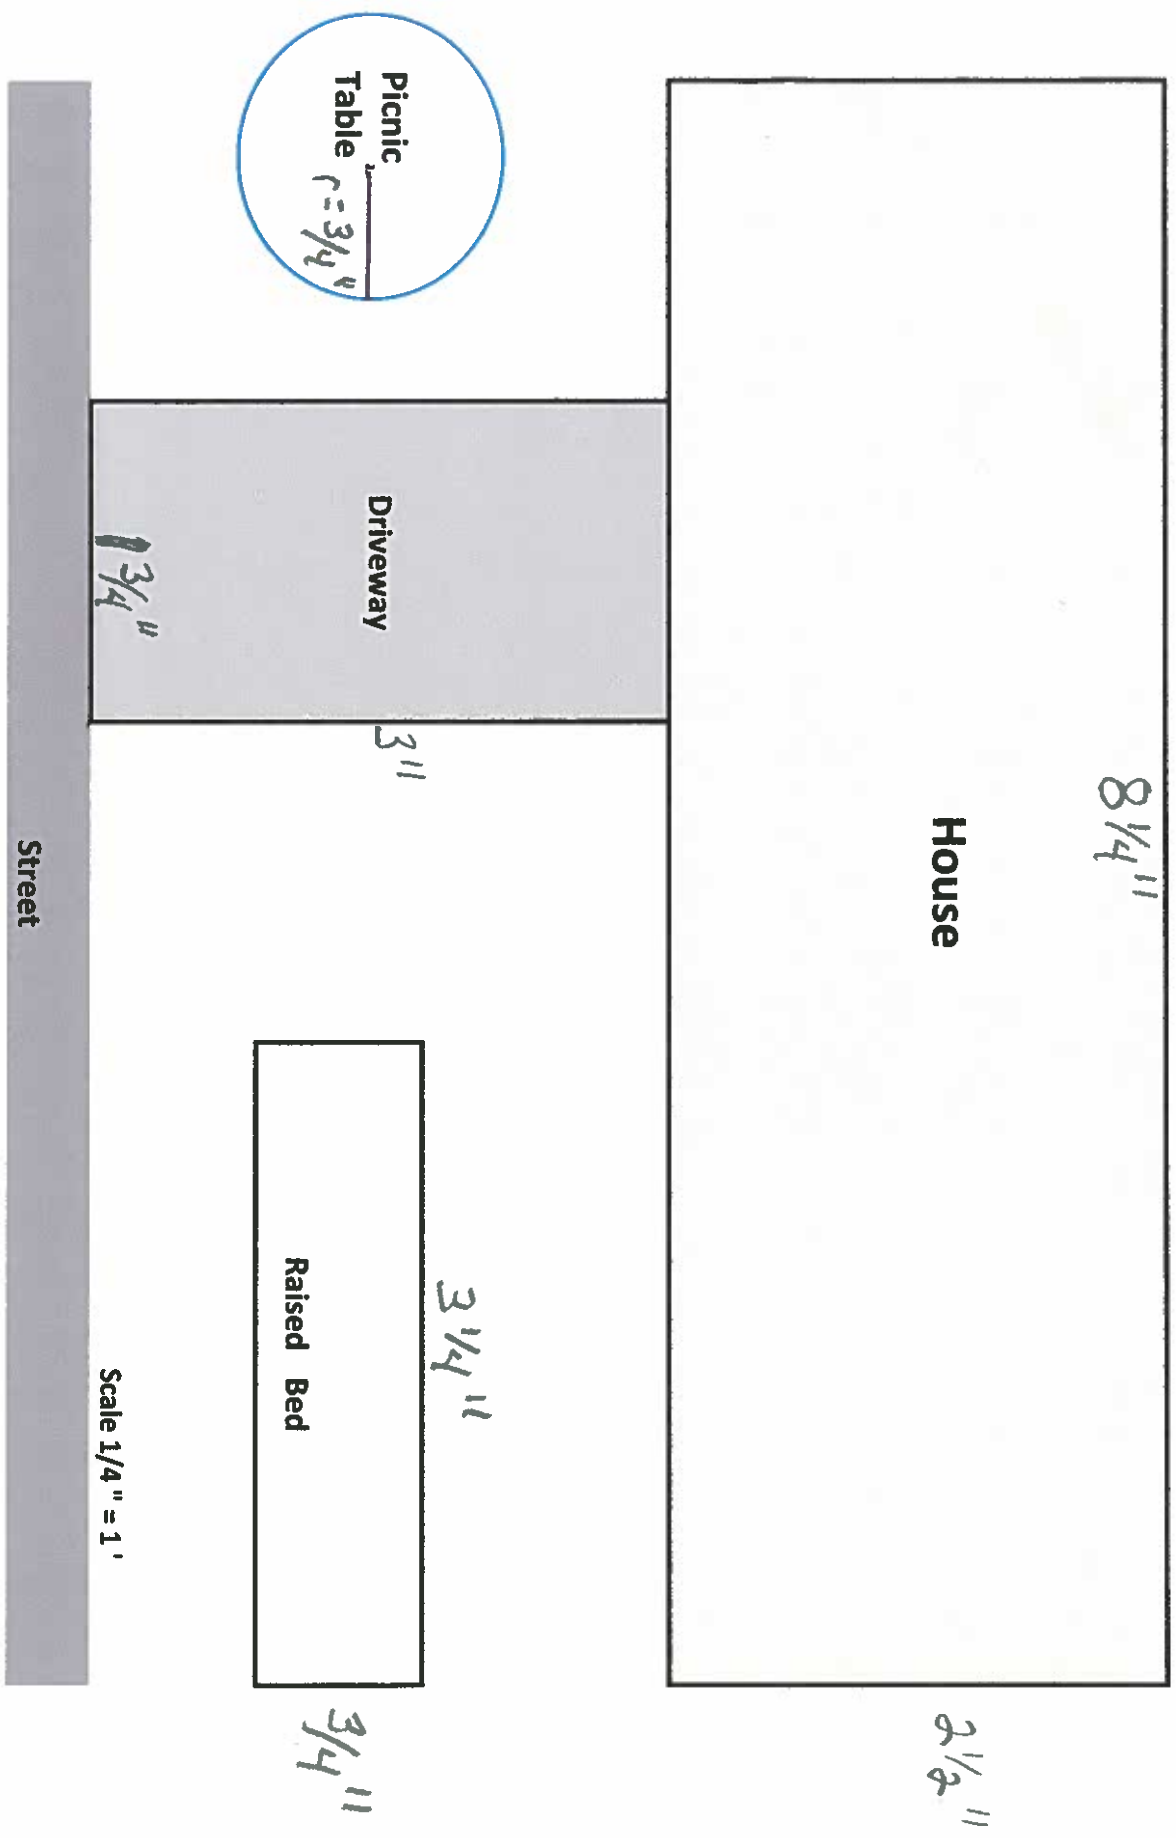 8 1/4"
House
2 1/2"
Picnic
Table
r = 3/4"
Driveway
3"
1 3/4"
3 1/4"
Raised Bed
3/4"
Scale 1/4 " = 1 '
Street